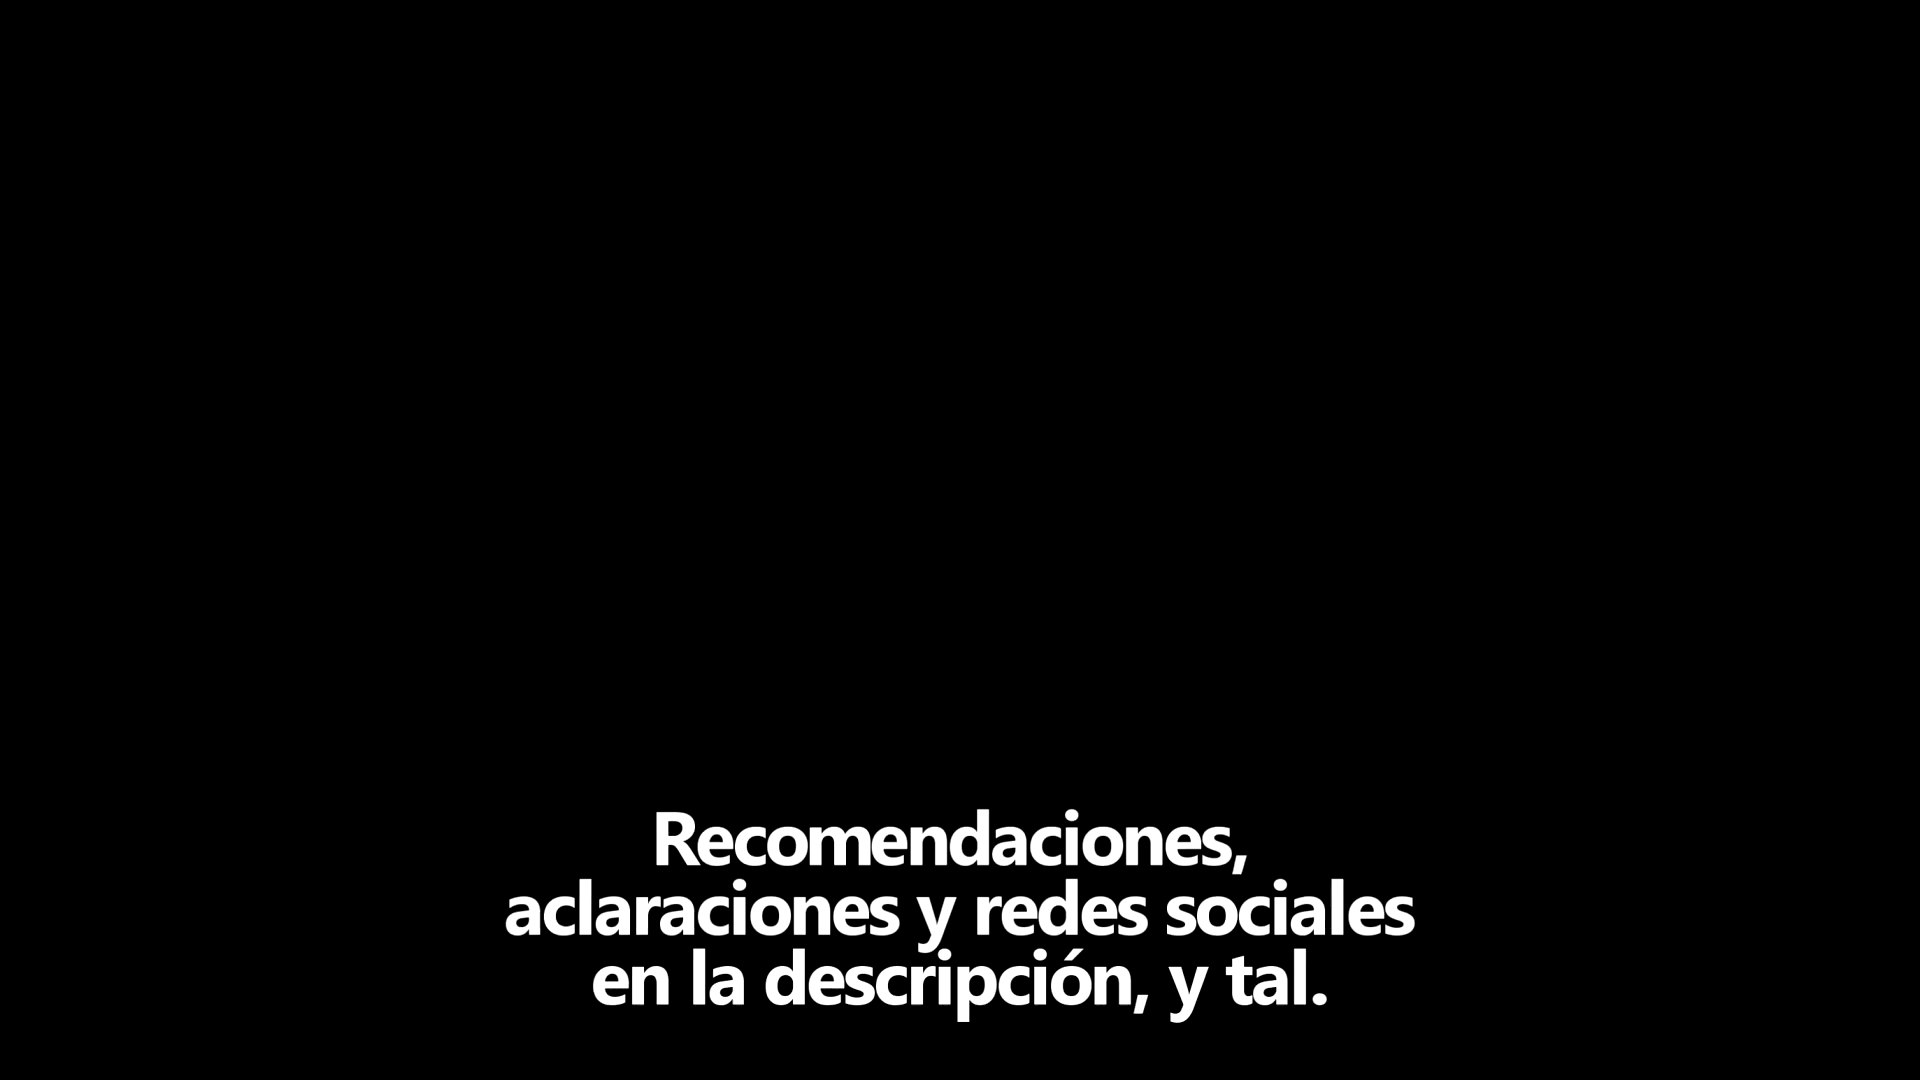 Recomendaciones,
aclaraciones y redes sociales
en la descripción, y tal.